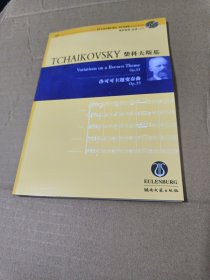 TCHAIKOVSKY 柴科夫斯基
Variations on a Rococo Theme
Op.33
洛可可主题变奏曲
Op.33
EULENBURG
湖南文艺出版社